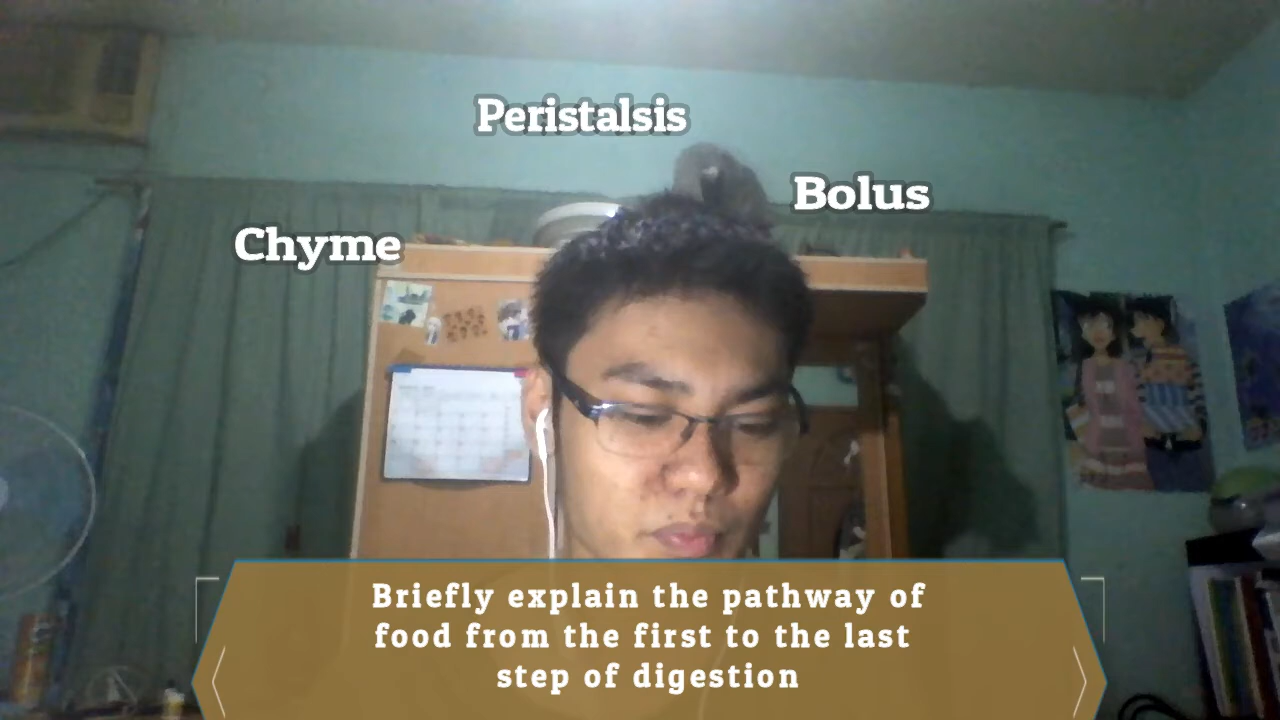 Peristalsis
Bolus
Chyme
Briefly explain the pathway of
food from the first to the last
step of digestion